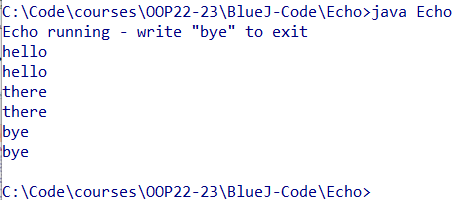 C:\Code\courses\OOP22-23\BlueJ-Code\Echo>java Echo
Echo running - write "bye" to exit
hello
hello
there
there
bye
bye
C:\Code\courses\OOP22-23\BlueJ-Code\Echo>